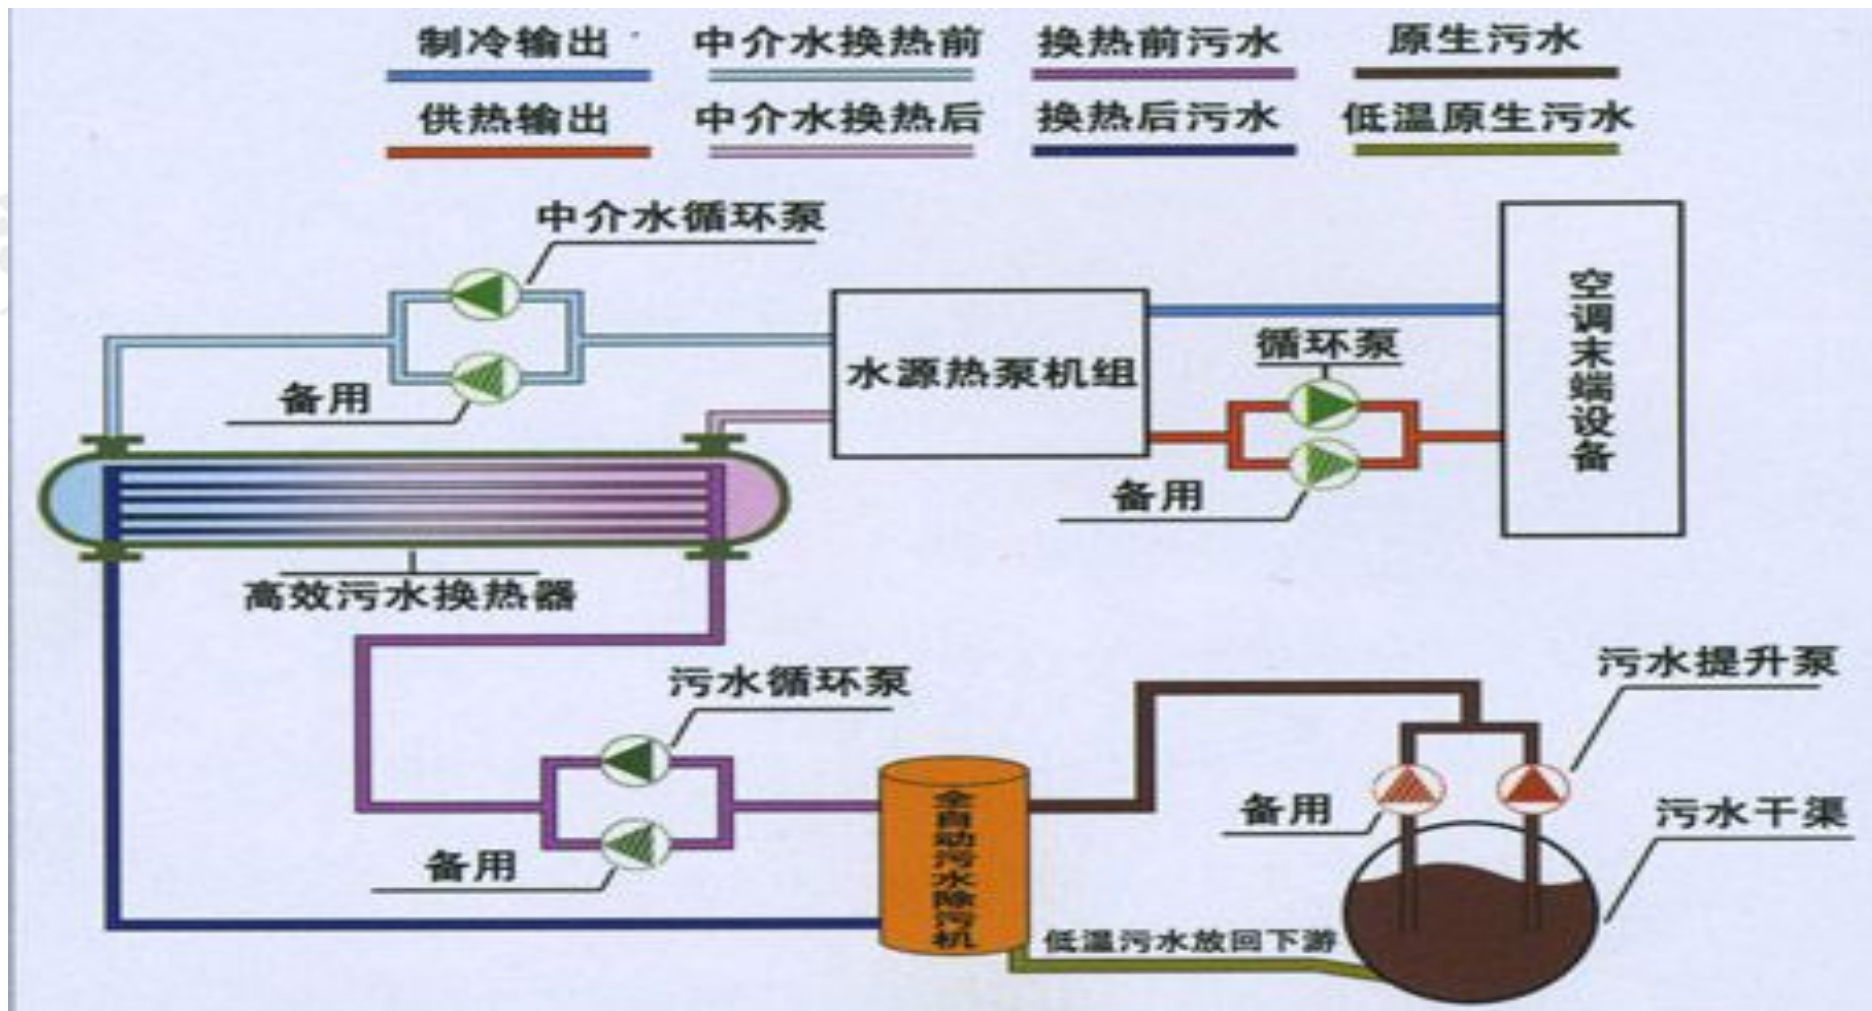 制冷输出 中介水换热前 换热前污水 原生污水
供热输出 中介水换热后 换热后污水 低温原生污水
中介水循环泵
备用
水源热泵机组
循环泵
备用
空调末端设备
高效污水换热器
污水循环泵
备用
全自动污水除污机
污水提升泵
备用
污水干渠
低温污水放回下游